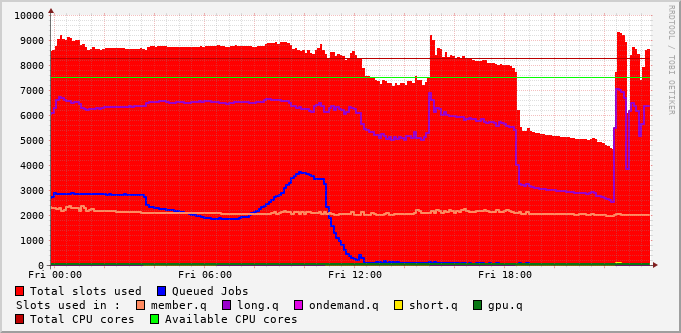 10000
9000
8000
7000
6000
5000
4000
3000
2000
1000
0
Fri 00:00 Fri 06:00 Fri 12:00 Fri 18:00
Total slots used Queued Jobs
Slots used in : member.q long.q ondemand.q short.q gpu.q
Total CPU cores Available CPU cores
RRDTOOL / TOBI OETIKER